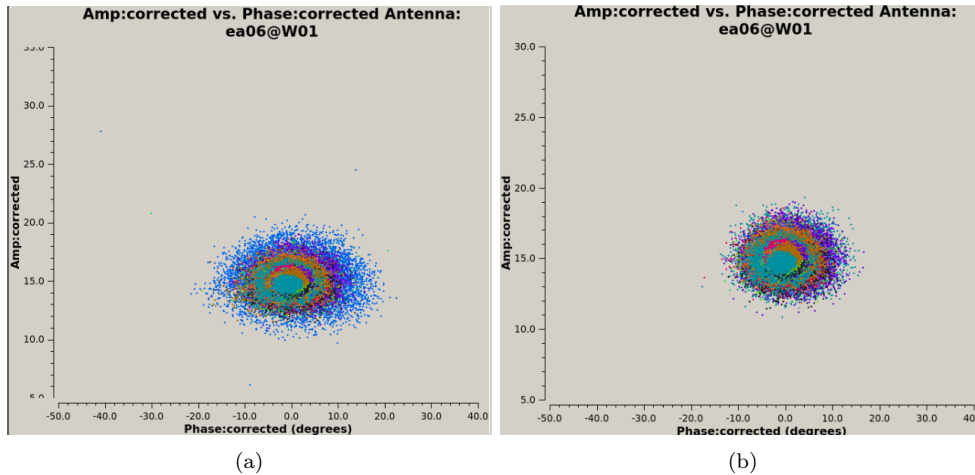 Amp:corrected vs. Phase:corrected Antenna:
ea06@W01
Amp:corrected
35.0
30.0
25.0
20.0
15.0
10.0
5.0
-50.0 -40.0 -30.0 -20.0 -10.0 0.0 10.0 20.0 30.0 40.0
Phase:corrected (degrees)
(a)
Amp:corrected vs. Phase:corrected Antenna:
ea06@W01
Amp:corrected
30.0
25.0
20.0
15.0
10.0
5.0
-50.0 -40.0 -30.0 -20.0 -10.0 0.0 10.0 20.0 30.0
Phase:corrected (degrees)
(b)